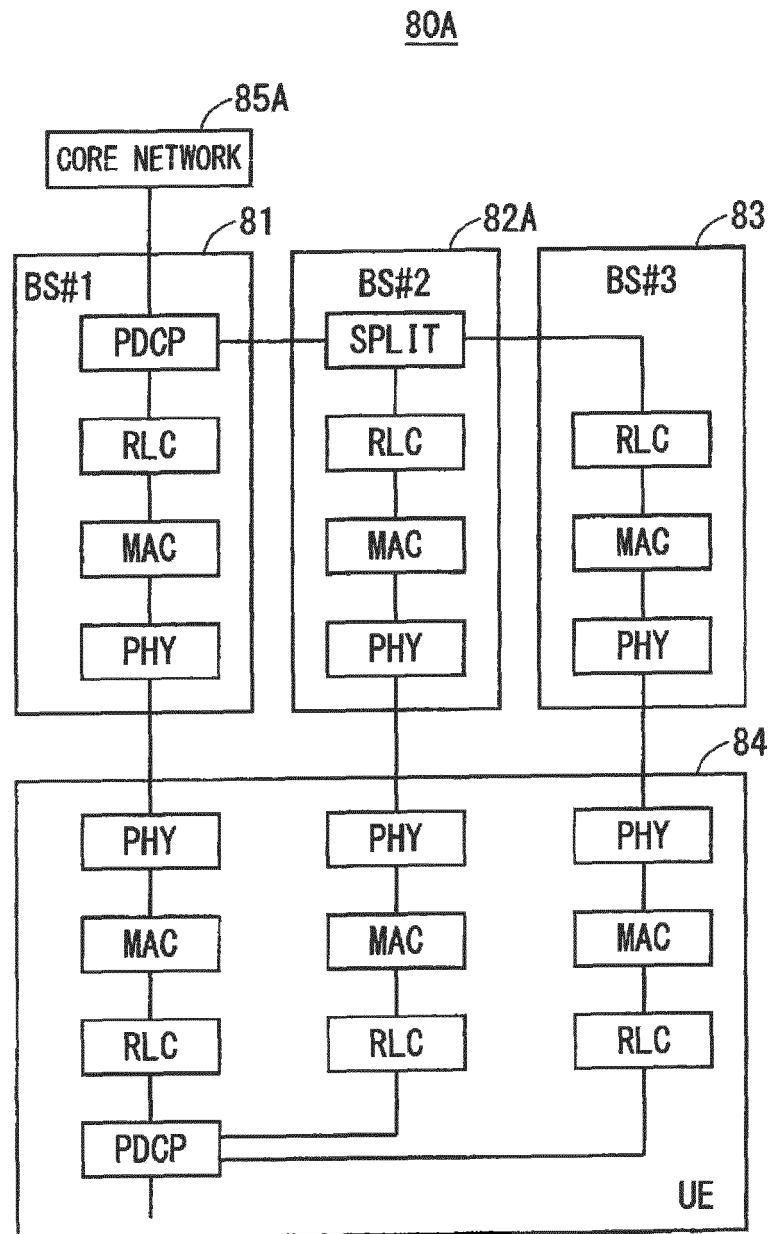 80A
85A
CORE NETWORK
81
82A
83
BS#1
BS#2
BS#3
PDCP
SPLIT
RLC
RLC
RLC
MAC
MAC
MAC
PHY
PHY
PHY
84
PHY
PHY
PHY
MAC
MAC
MAC
RLC
RLC
RLC
PDCP
UE